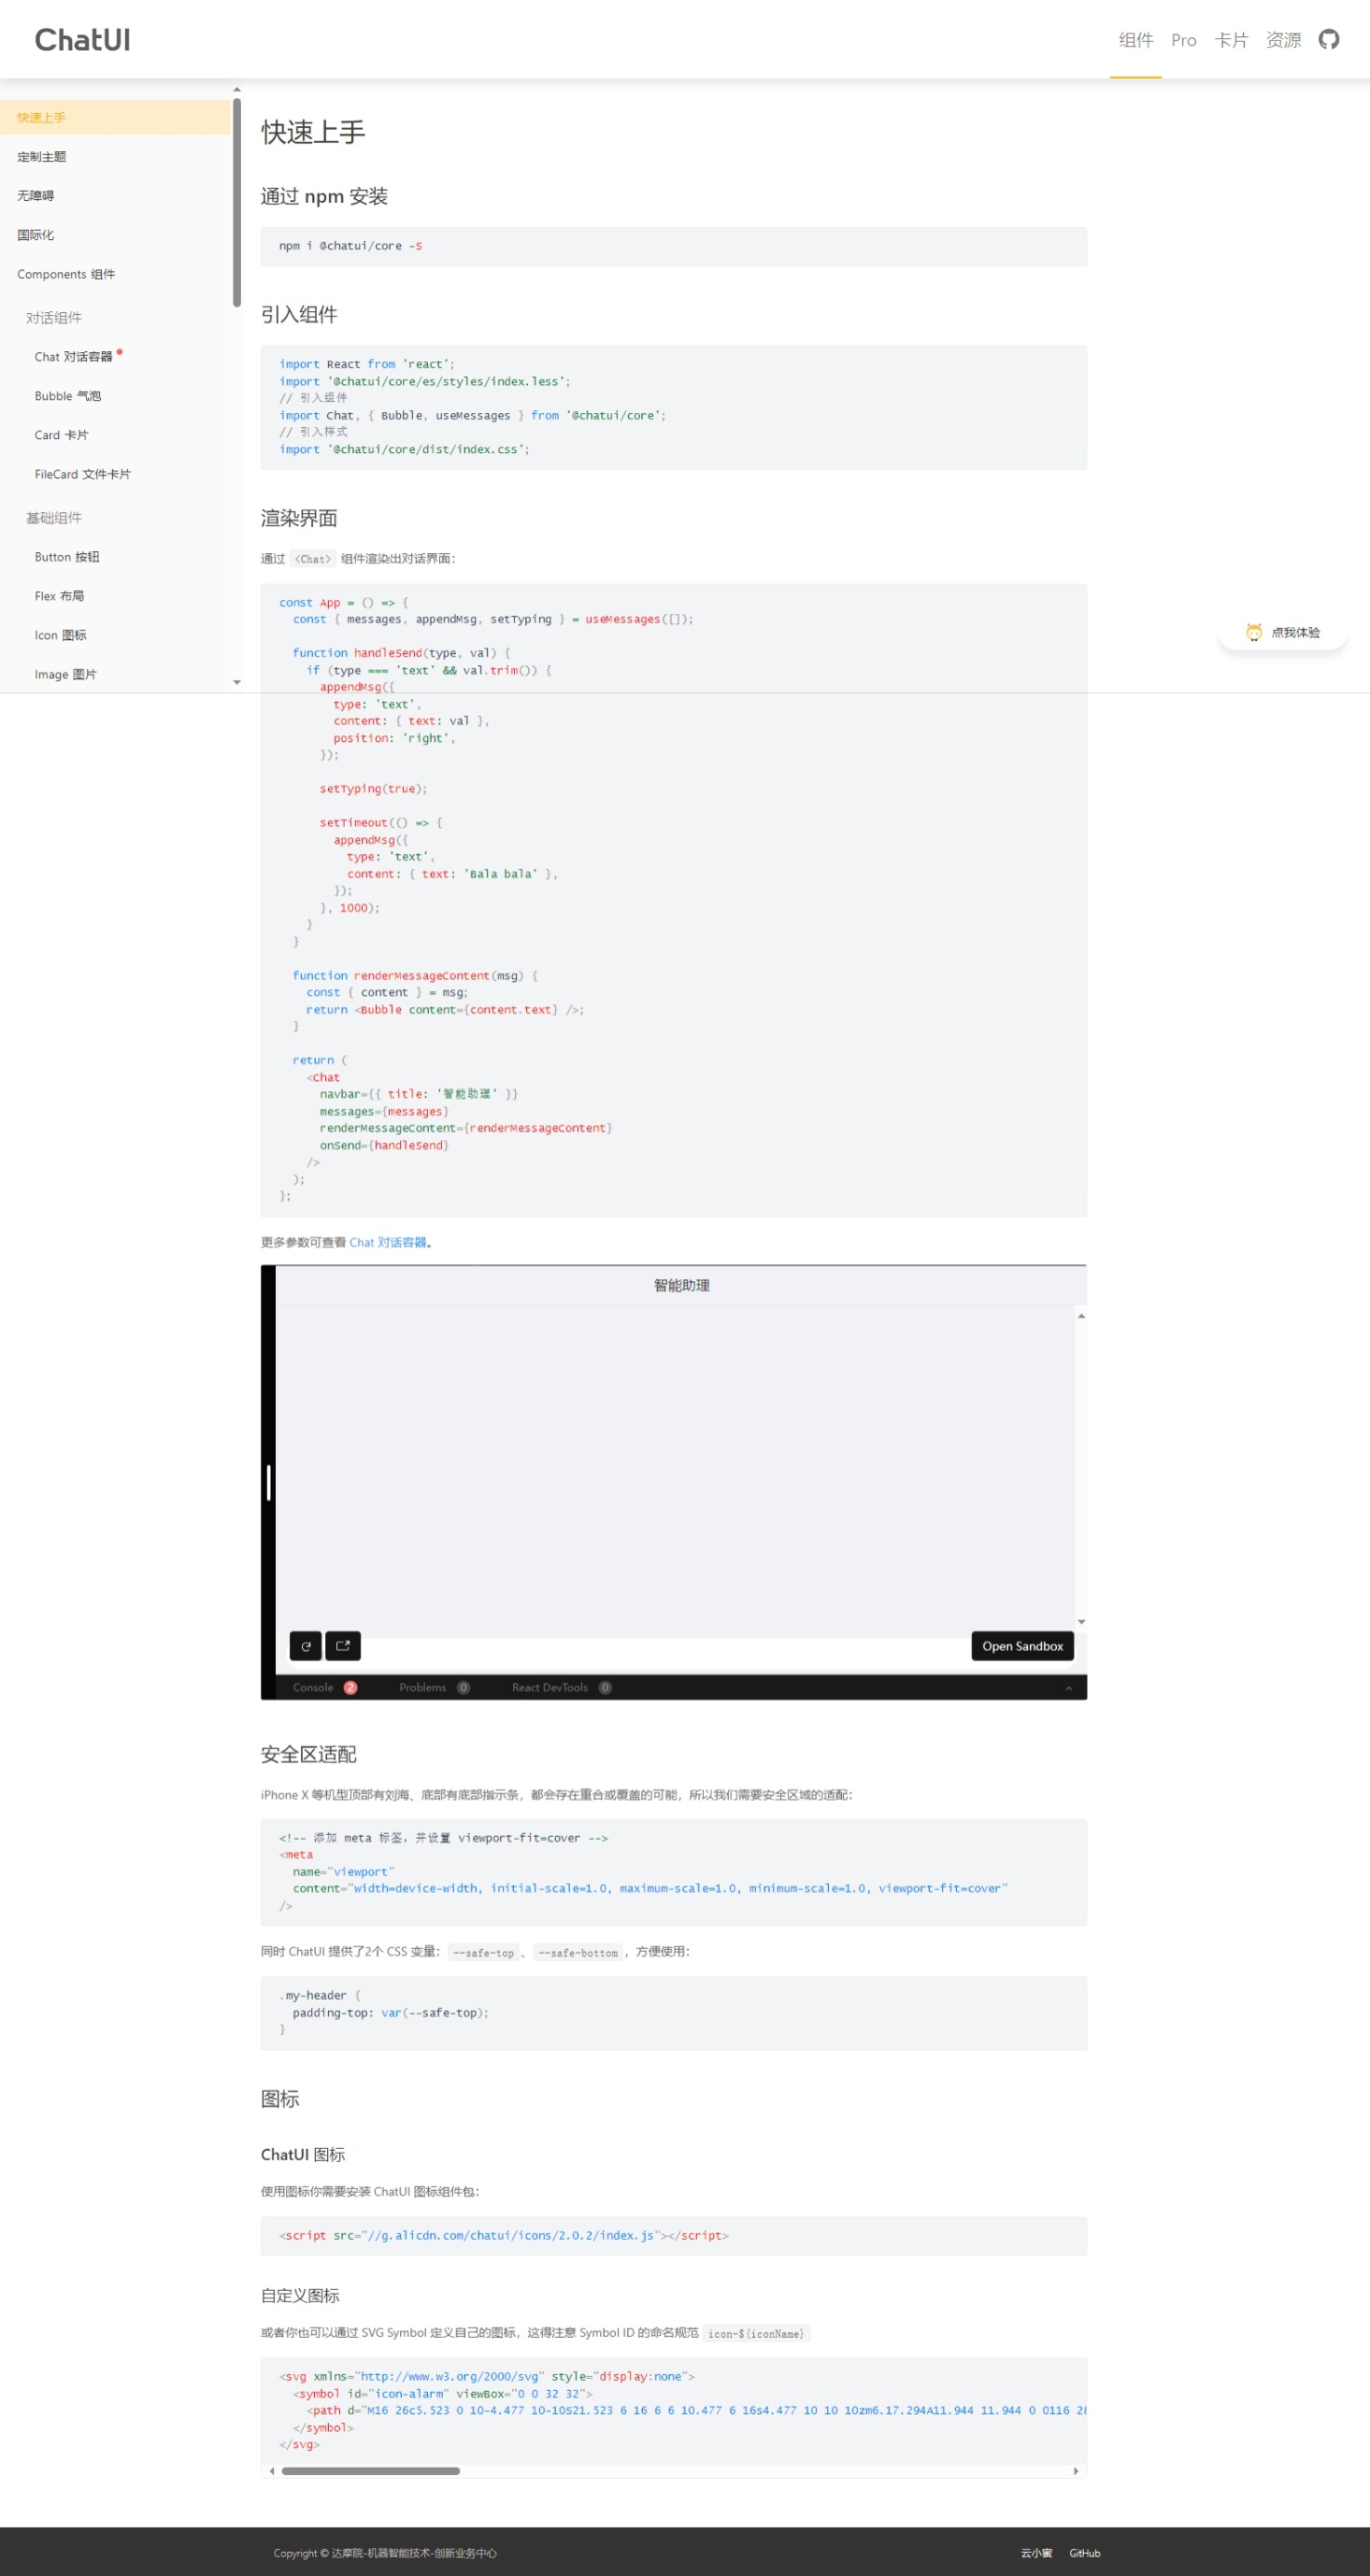 ChatUI
组件 Pro 卡片 资源
快速上手
定制主题
无障碍
国际化
Components 组件
对话组件
Chat 对话容器
Bubble 气泡
Card 卡片
FileCard 文件卡片
基础组件
Button 按钮
Flex 布局
Icon 图标
Image 图片
快速上手
通过 npm 安装
npm i @chatui/core -S
引入组件
import React from 'react';
import '@chatui/core/es/styles/index.less';
// 引入组件
import Chat, { Bubble, useMessages } from '@chatui/core';
// 引入样式
import '@chatui/core/dist/index.css';
渲染界面
通过 <Chat> 组件渲染出对话界面：
const App = () => {
const { messages, appendMsg, setTyping } = useMessages([]);
function handleSend(type, val) {
if (type === 'text' && val.trim()) {
appendMsg({
type: 'text',
content: { text: val },
position: 'right',
});
setTyping(true);
setTimeout(() => {
appendMsg({
type: 'text',
content: { text: 'Bala bala' },
});
}, 1000);
}
}
function renderMessageContent(msg) {
const { content } = msg;
return <Bubble content={content.text} />;
}
return (
<Chat
navbar={{ title: '智能助理' }}
messages={messages}
renderMessageContent={renderMessageContent}
onSend={handleSend}
/>
);
};
点我体验
更多参数可查看 Chat 对话容器。
智能助理
Open Sandbox
Console 2 Problems 0 React DevTools 0
安全区适配
iPhone X 等机型顶部有刘海、底部有底部指示条，都会存在重合或覆盖的可能，所以我们需要安全区域的适配：
<!-- 添加 meta 标签，并设置 viewport-fit=cover -->
<meta
name="viewport"
content="width=device-width, initial-scale=1.0, maximum-scale=1.0, minimum-scale=1.0, viewport-fit=cover"
/>
同时 ChatUI 提供了2个 CSS 变量： --safe-top 、 --safe-bottom ，方便使用：
.my-header {
padding-top: var(--safe-top);
}
图标
ChatUI 图标
使用图标你需要安装 ChatUI 图标组件包：
<script src="//g.alicdn.com/chatui/icons/2.0.2/index.js"></script>
自定义图标
或者你也可以通过 SVG Symbol 定义自己的图标，这得注意 Symbol ID 的命名规范 icon-${iconName}
<svg xmlns="http://www.w3.org/2000/svg" style="display:none">
<symbol id="icon-alarm" viewBox="0 0 32 32">
<path d="M16 26c5.523 0 10-4.477 10-10S21.523 6 16 6 6 10.477 6 16s4.477 10 10 10zm6.17.294A11.944 11.944 0 0116 28
</symbol>
</svg>
Copyright © 达摩院-机器智能技术-创新业务中心
云小蜜 GitHub